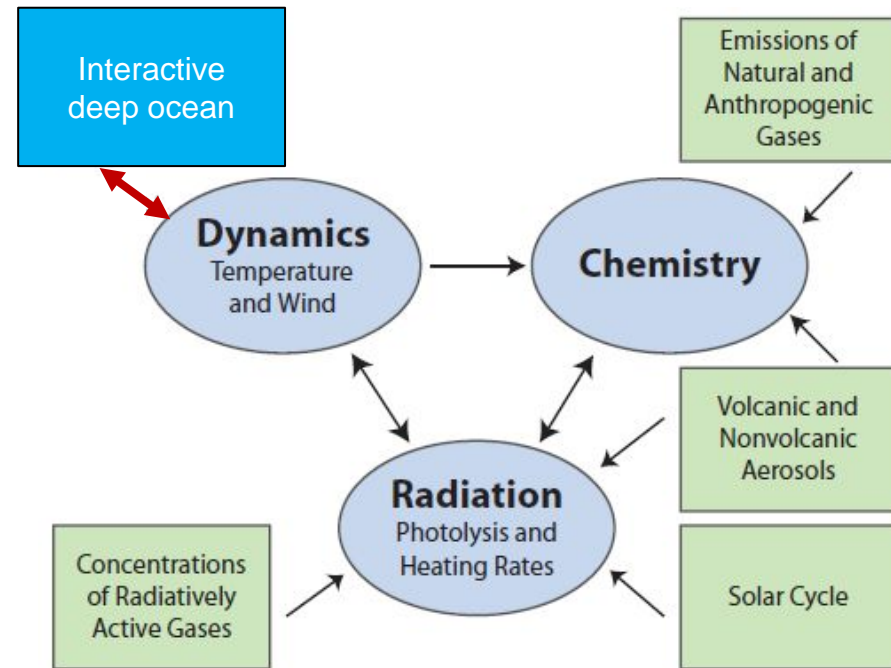 Interactive
deep ocean
Emissions of
Natural and
Anthropogenic
Gases
Dynamics
Temperature
and Wind
Chemistry
Volcanic and
Nonvolcanic
Aerosols
Radiation
Photolysis and
Heating Rates
Concentrations
of Radiatively
Active Gases
Solar Cycle